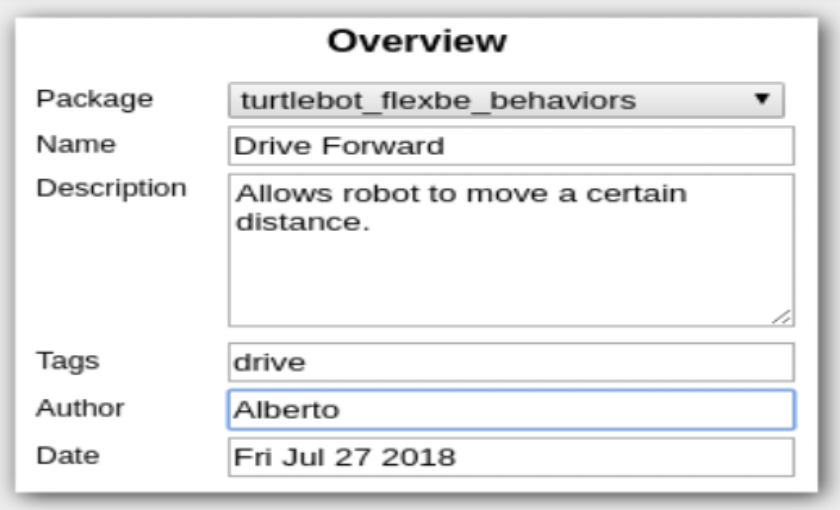 Overview
Package turtlebot_flexbe_behaviors
Name Drive Forward
Description Allows robot to move a certain
distance.
Tags drive
Author Alberto
Date Fri Jul 27 2018